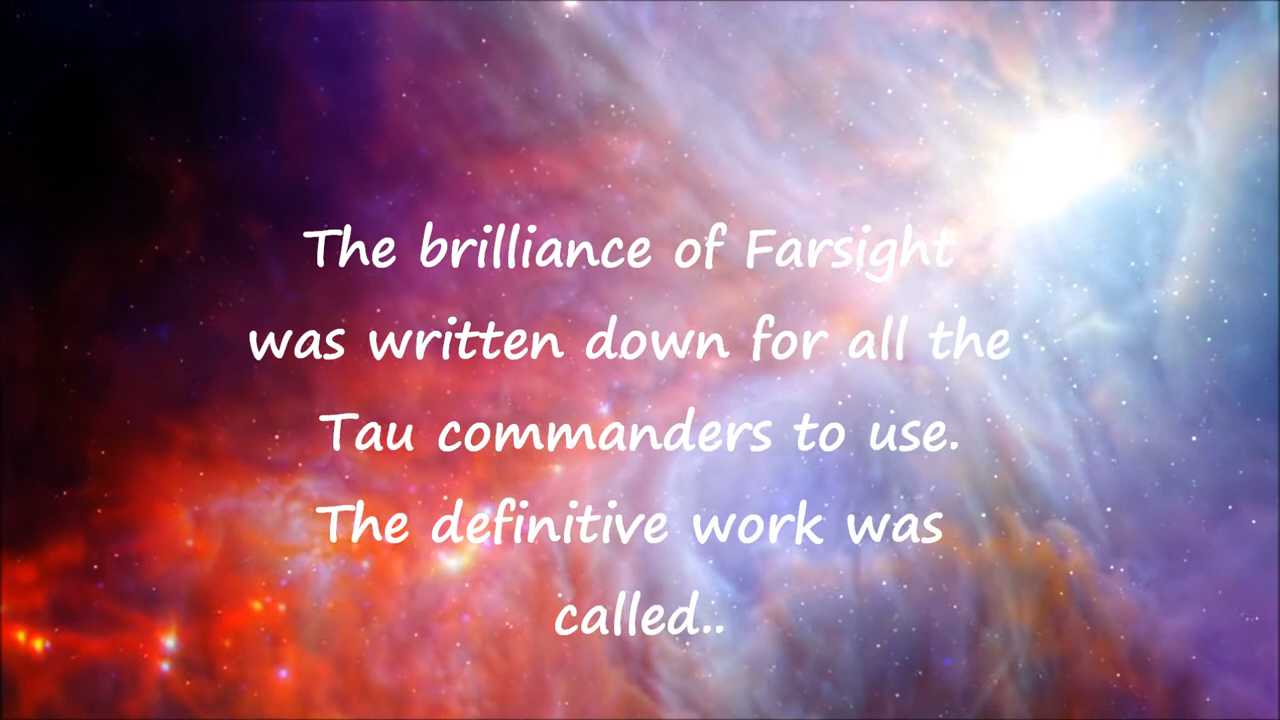 The brilliance of Farsight
was written down for all the
Tau commanders to use.
The definitive work was
called..